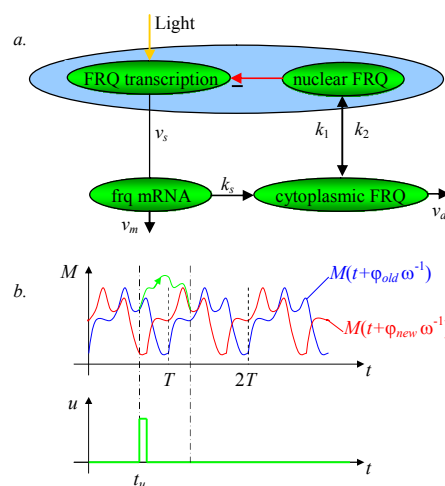 a.
Light
FRQ transcription
nuclear FRQ
v_s
k_1
k_2
frq mRNA
k_s
cytoplasmic FRQ
v_m
v_d
b.
M
M(t+φ_old ω^-1)
M(t+φ_new ω^-1)
T
2T
t
u
t_u
t